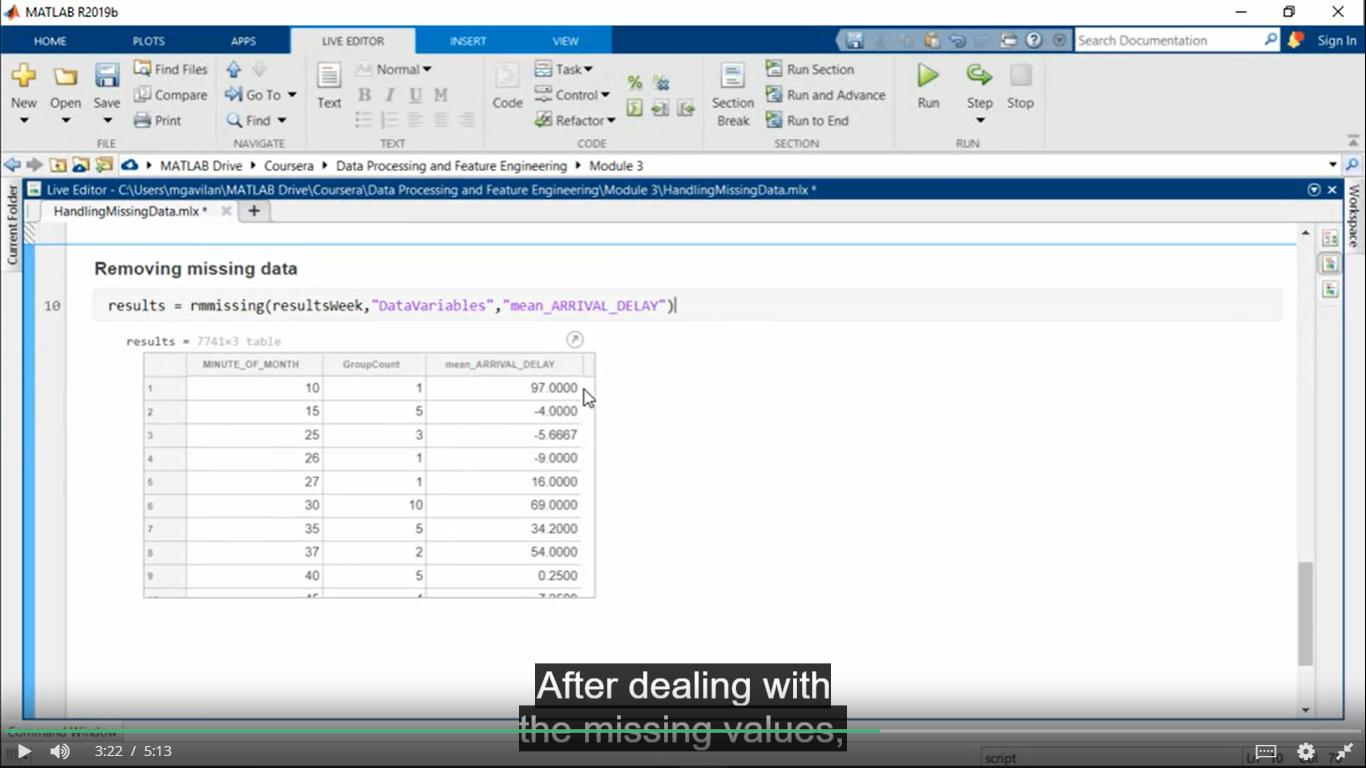 MATLAB R2019b
HOME PLOTS APPS LIVE EDITOR INSERT VIEW
Search Documentation
Sign In
New
Open
Save
Find Files
Compare
Print
FILE
Go To
Find
NAVIGATE
Text
Normal
B I U M
TEXT
Code
Task
Control
Refactor
CODE
Section
Break
Run Section
Run and Advance
Run to End
SECTION
Run
Step
Stop
RUN
MATLAB Drive Coursera Data Processing and Feature Engineering Module 3
Current Folder
Workspace
Live Editor - C:\Users\mgavilan\MATLAB Drive\Coursera\Data Processing and Feature Engineering\Module 3\HandlingMissingData.mlx *
HandlingMissingData.mlx *
Removing missing data
10 results = rmmissing(resultsWeek,"DataVariables","mean_ARRIVAL_DELAY")
results = 7741×3 table
MINUTE_OF_MONTH GroupCount mean_ARRIVAL_DELAY
1 10 1 97.0000
2 15 5 -4.0000
3 25 3 -5.6667
4 26 1 -9.0000
5 27 1 16.0000
6 30 10 69.0000
7 35 5 34.2000
8 37 2 54.0000
9 40 5 0.2500
After dealing with
the missing values,
Command Window
3:22 / 5:13
script